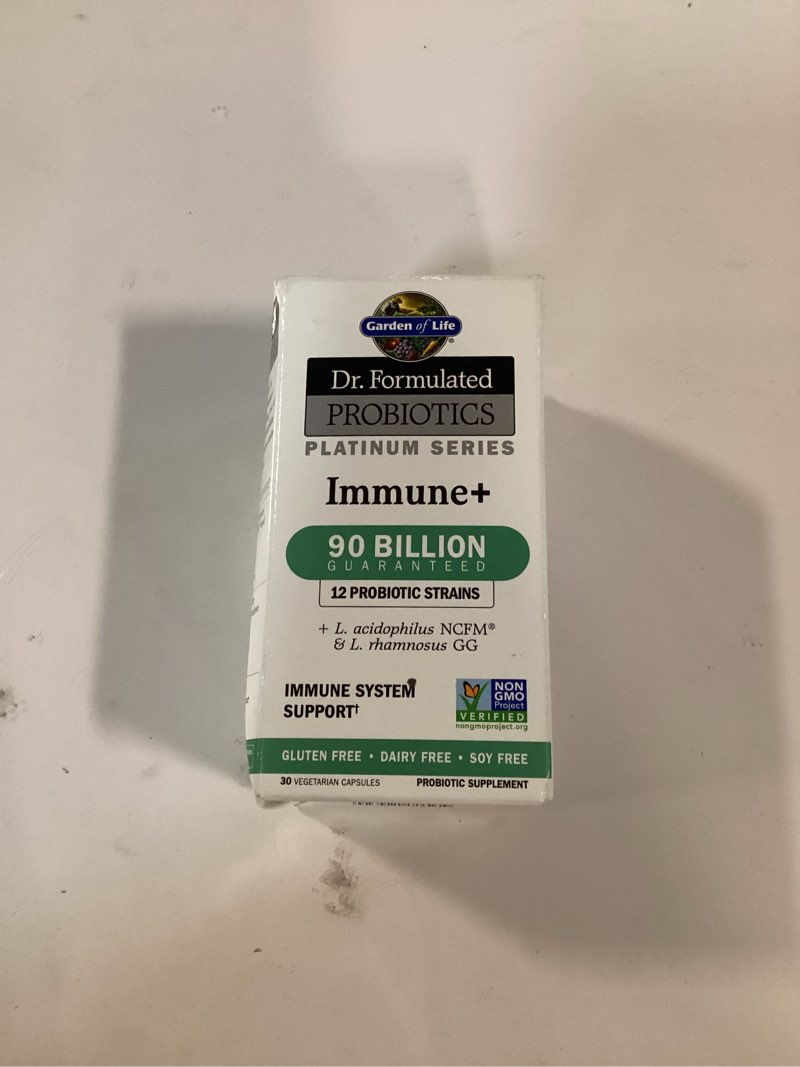 Garden of Life®
Dr. Formulated
PROBIOTICS
PLATINUM SERIES
Immune+
90 BILLION
GUARANTEED
12 PROBIOTIC STRAINS
+ L. acidophilus NCFM®
& L. rhamnosus GG
IMMUNE SYSTEM
SUPPORT†
NON
GMO
Project
VERIFIED
nongmoproject.org
GLUTEN FREE • DAIRY FREE • SOY FREE
30 VEGETARIAN CAPSULES PROBIOTIC SUPPLEMENT